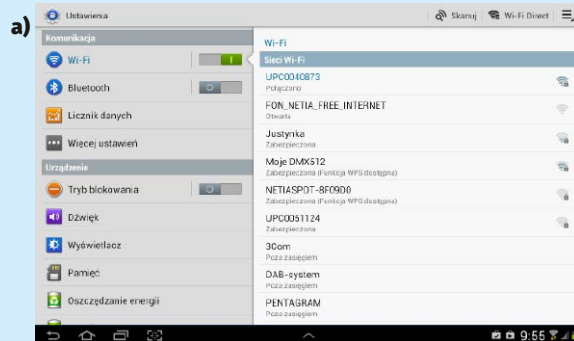 a)
Ustawienia
Skanuj
Wi-Fi Direct
Komunikacja
Wi-Fi
Bluetooth
Licznik danych
Więcej ustawień
Urządzenie
Tryb blokowania
Dźwięk
Wyświetlacz
Pamięć
Oszczędzanie energii
Wi-Fi
Sieci Wi-Fi
UPC0040873
Połączono
FON_NETIA_FREE_INTERNET
Otwarta
Justynka
Zabezpieczona
Moje DMX512
Zabezpieczona (Funkcja WPS dostępna)
NETIASPOT-8F09D0
Zabezpieczona (Funkcja WPS dostępna)
UPC0051124
Zabezpieczona
3Com
Poza zasięgiem
DAB-system
Poza zasięgiem
PENTAGRAM
Poza zasięgiem
9:55